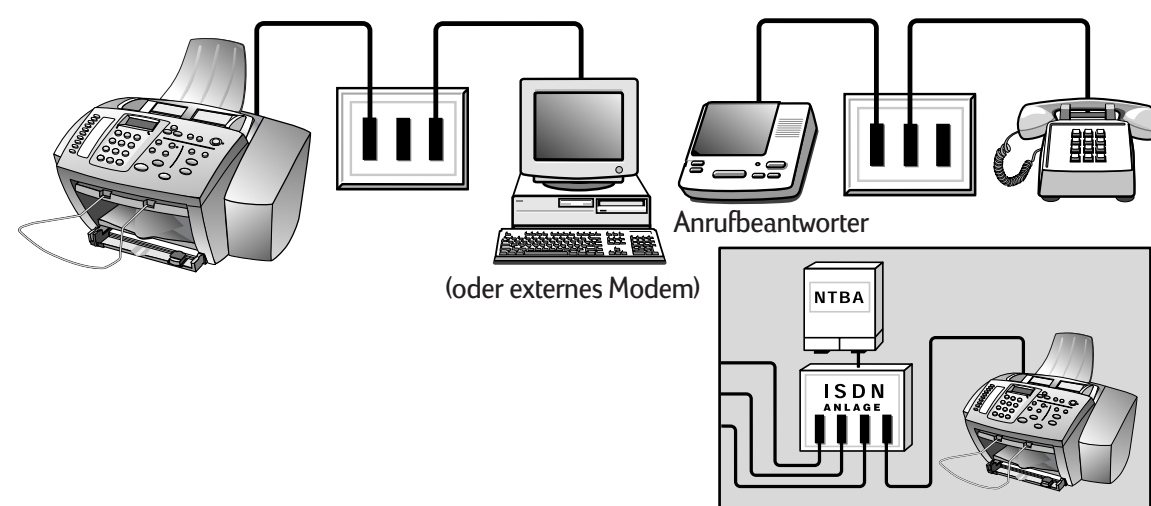 Anrufbeantworter
(oder externes Modem)
NTBA
ISDN
ANLAGE